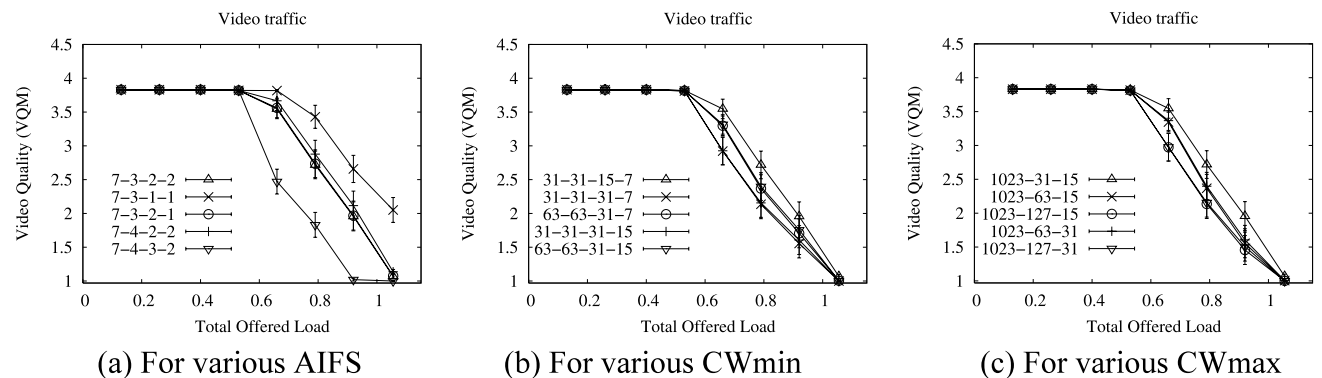 Video traffic
Video Quality (VQM)
4.5
4
3.5
3
2.5
2
1.5
1
7−3−2−2
7−3−1−1
7−3−2−1
7−4−2−2
7−4−3−2
0 0.2 0.4 0.6 0.8 1
Total Offered Load
(a) For various AIFS
Video traffic
Video Quality (VQM)
4.5
4
3.5
3
2.5
2
1.5
1
31−31−15−7
31−31−31−7
63−63−31−7
31−31−31−15
63−63−31−15
0 0.2 0.4 0.6 0.8 1
Total Offered Load
(b) For various CWmin
Video traffic
Video Quality (VQM)
4.5
4
3.5
3
2.5
2
1.5
1
1023−31−15
1023−63−15
1023−127−15
1023−63−31
1023−127−31
0 0.2 0.4 0.6 0.8 1
Total Offered Load
(c) For various CWmax